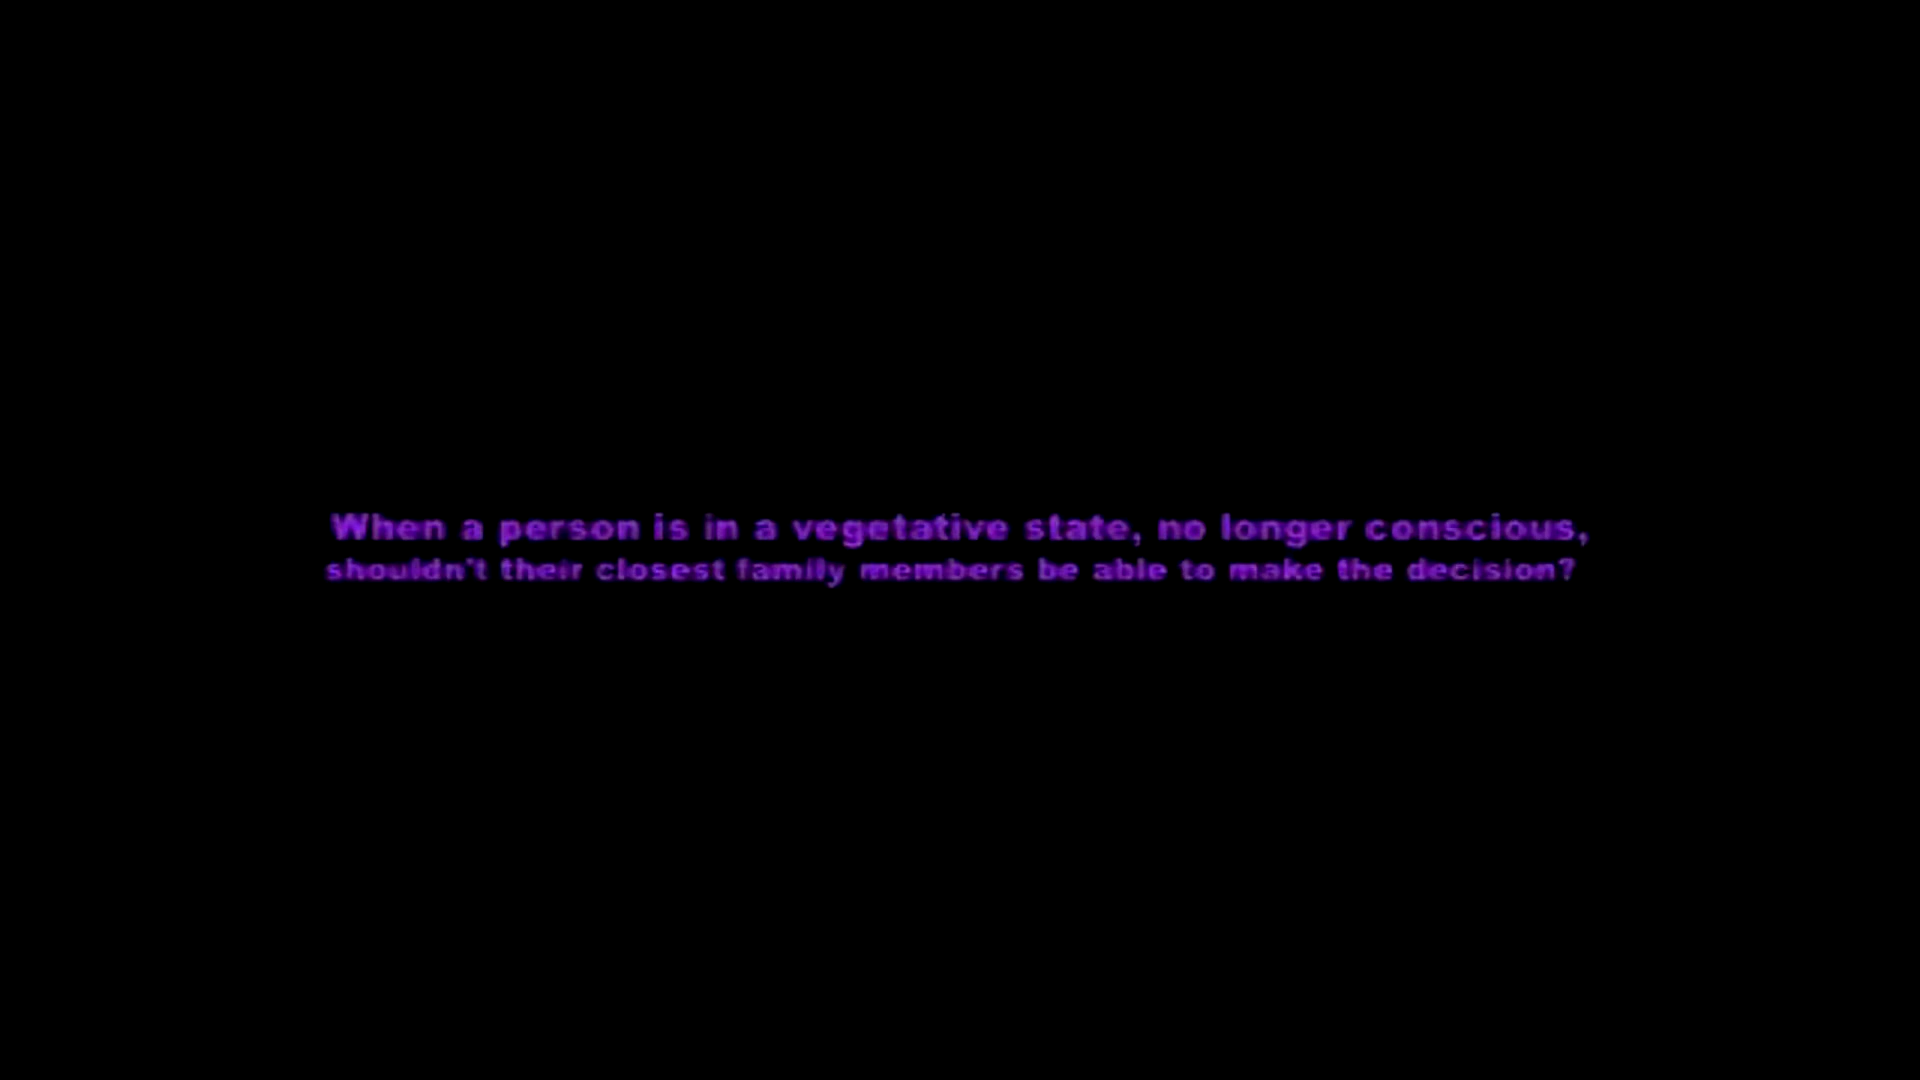 When a person is in a vegetative state, no longer conscious,
shouldn't their closest family members be able to make the decision?